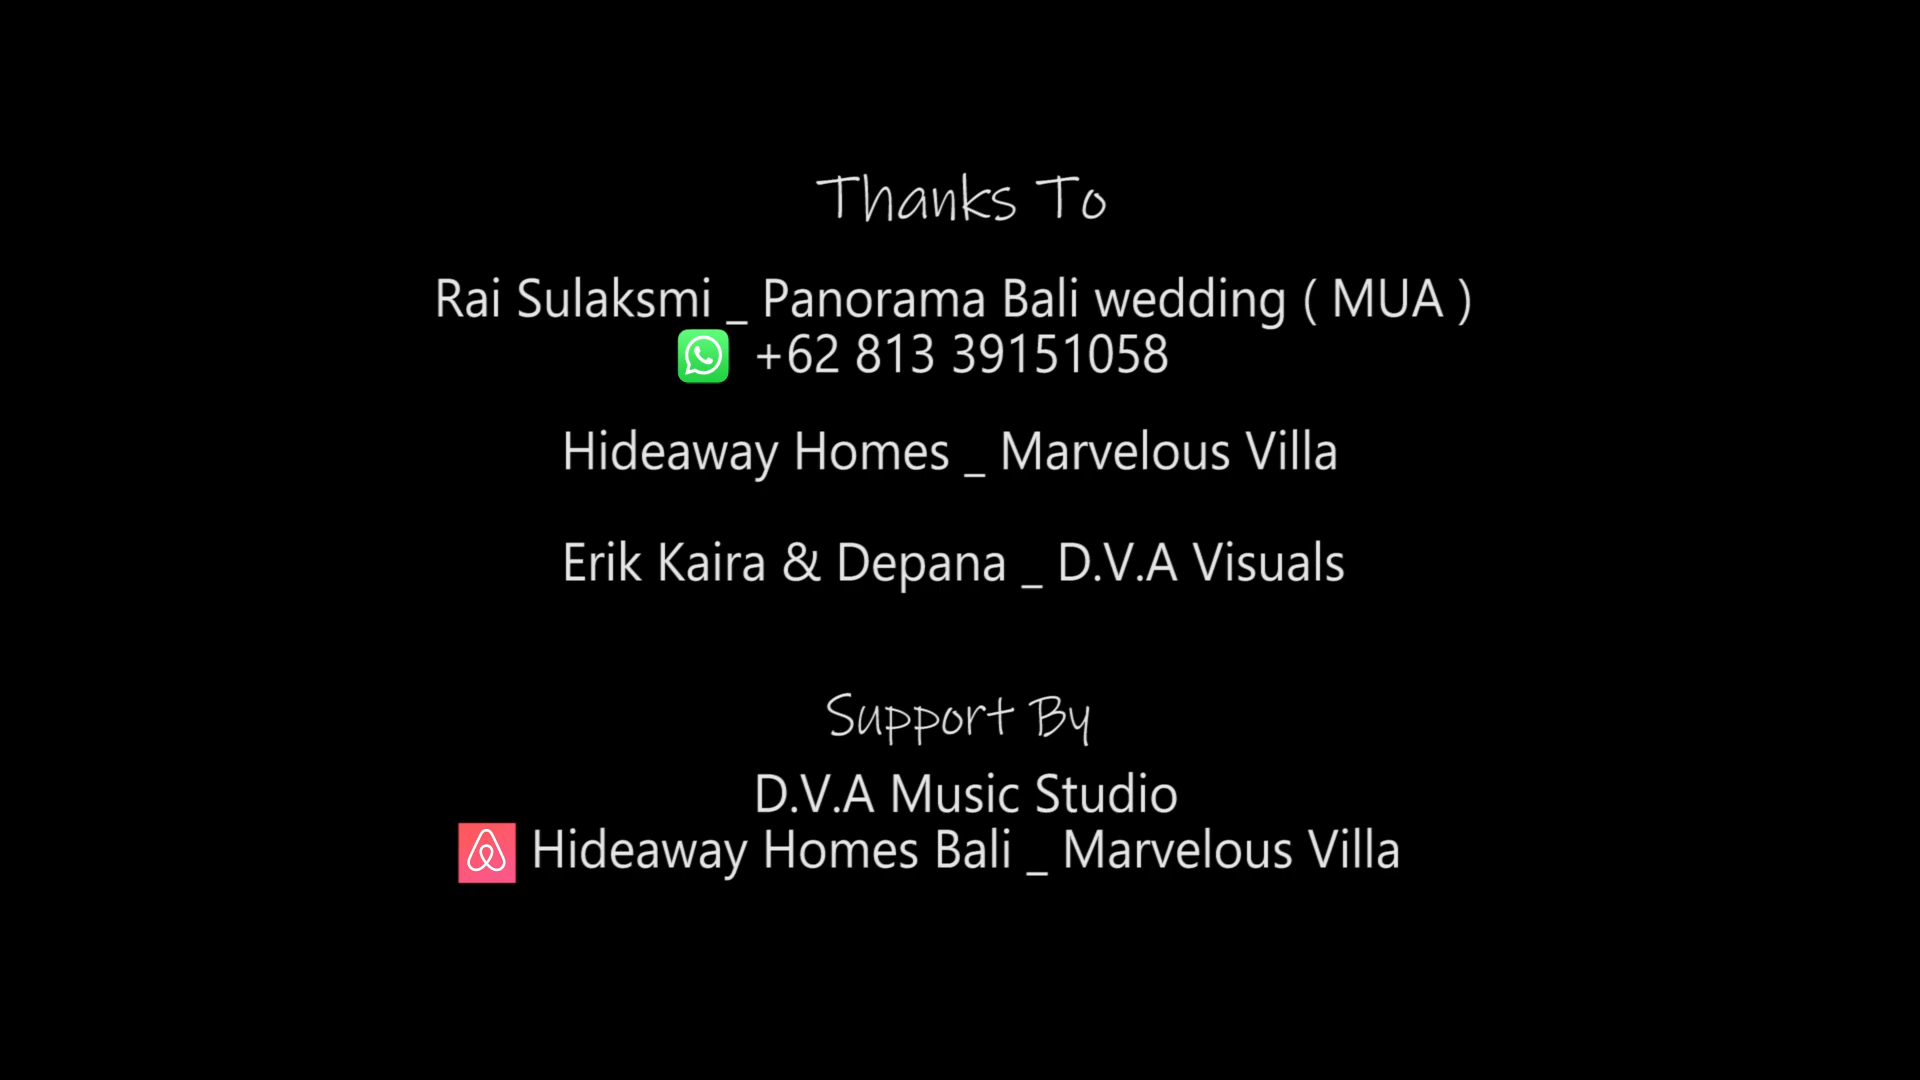 Thanks To
Rai Sulaksmi _ Panorama Bali wedding ( MUA )
+62 813 39151058
Hideaway Homes _ Marvelous Villa
Erik Kaira & Depana _ D.V.A Visuals
Support By
D.V.A Music Studio
Hideaway Homes Bali _ Marvelous Villa